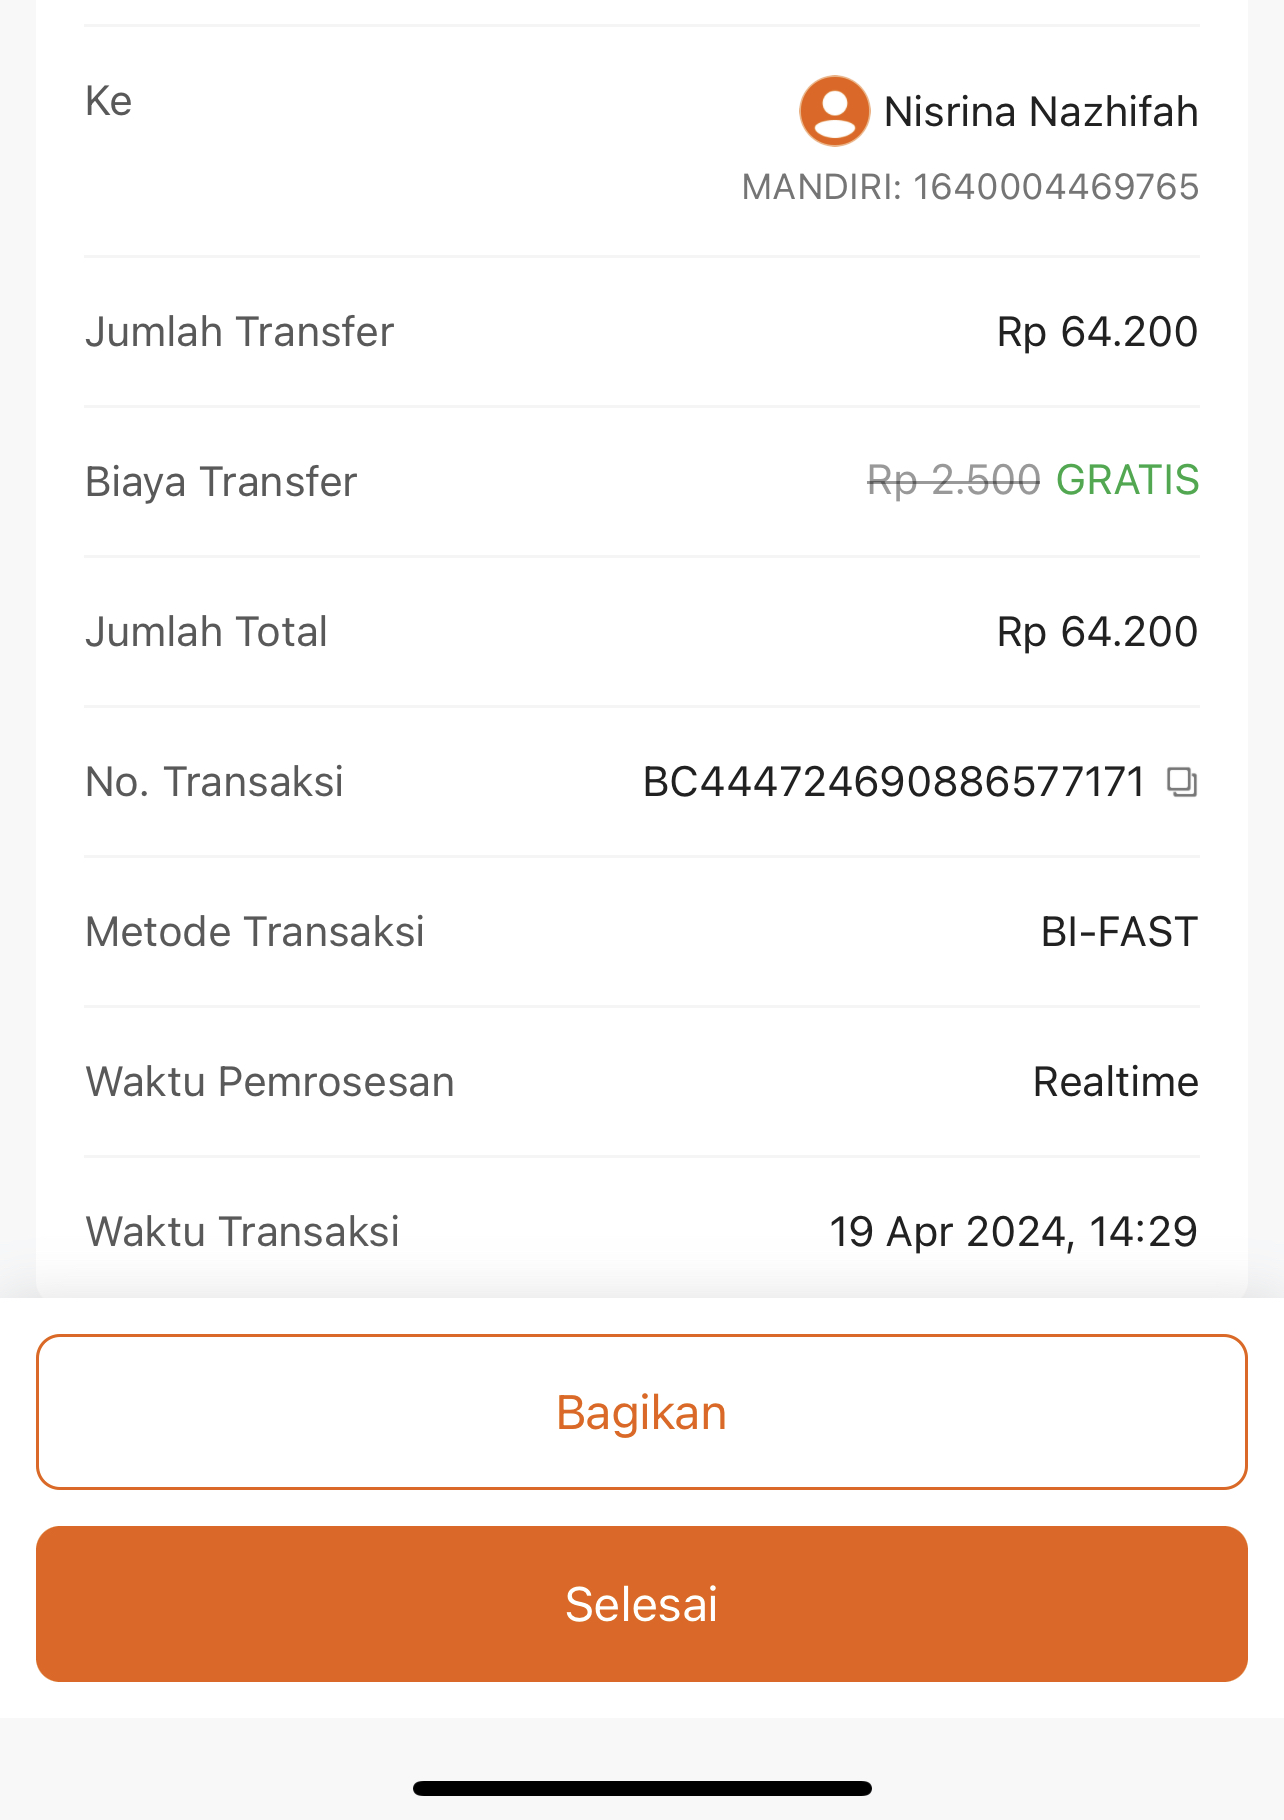 Ke
Nisrina Nazhifah
MANDIRI: 1640004469765
Jumlah Transfer
Rp 64.200
Biaya Transfer
Rp 2.500 GRATIS
Jumlah Total
Rp 64.200
No. Transaksi
BC444724690886577171
Metode Transaksi
BI-FAST
Waktu Pemrosesan
Realtime
Waktu Transaksi
19 Apr 2024, 14:29
Bagikan
Selesai